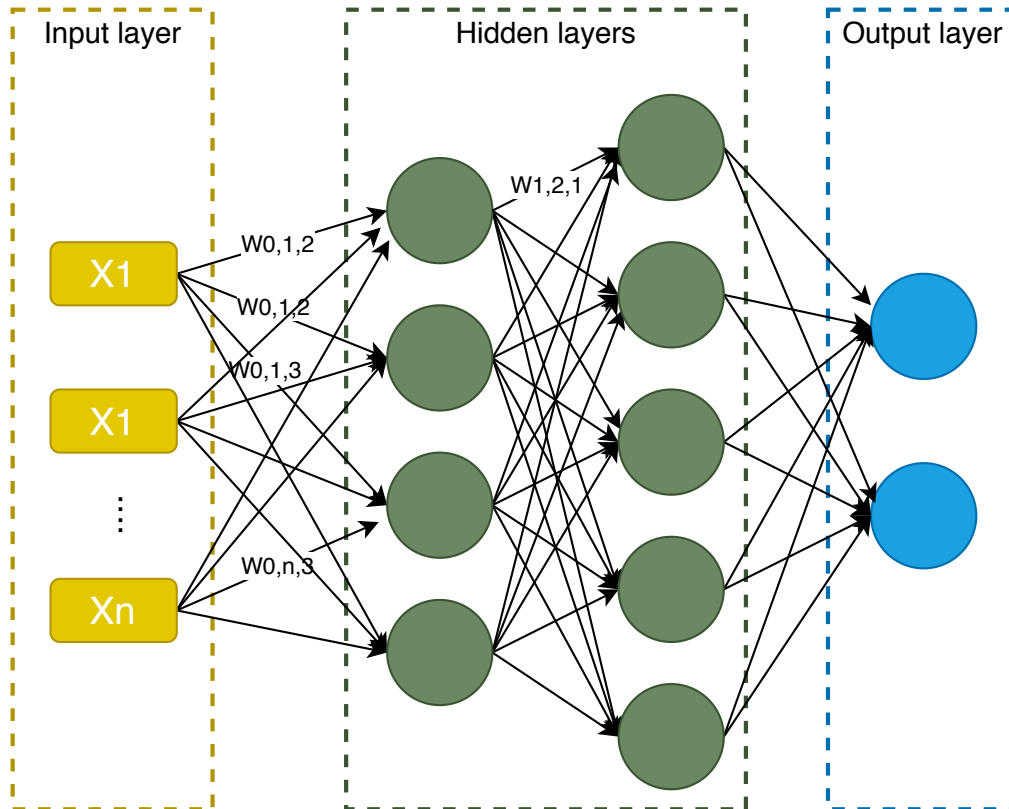 Input layer
Hidden layers
Output layer
W1,2,1
W0,1,2
X1
W0,1,2
W0,1,3
X1
....
W0,n,3
Xn